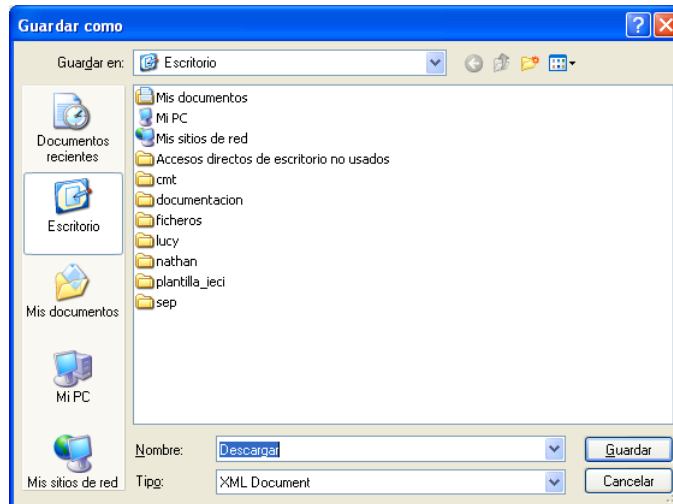 Guardar como
Guardar en:
Escritorio
Documentos
recientes
Escritorio
Mis documentos
Mi PC
Mis sitios de red
Mis documentos
Mi PC
Mis sitios de red
Accesos directos de escritorio no usados
cmt
documentacion
ficheros
lucy
nathan
plantilla_ieci
sep
Nombre:
Descargar
Guardar
Tipo:
XML Document
Cancelar